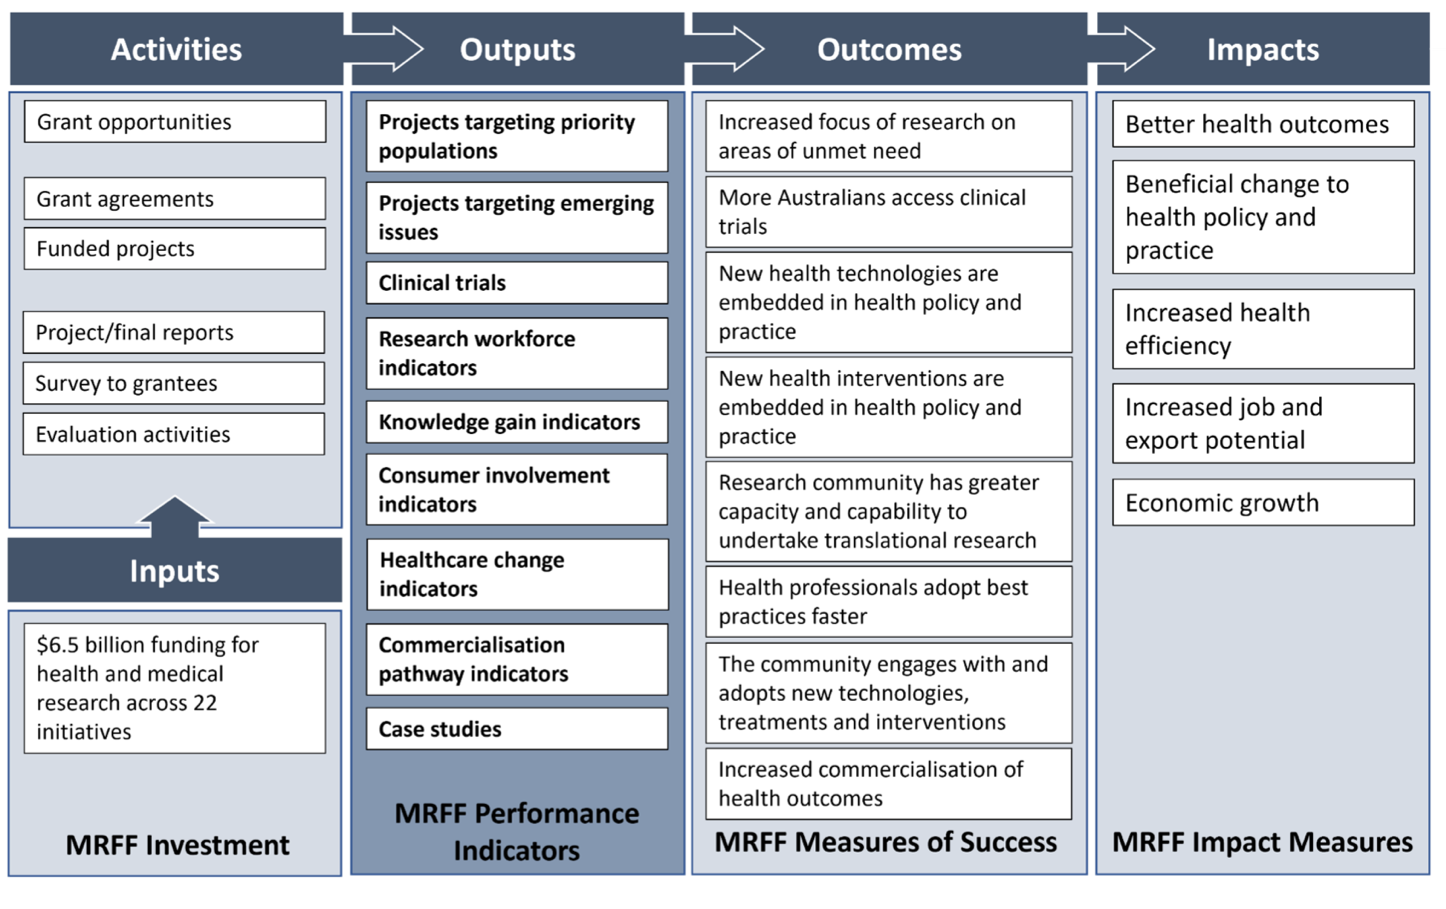 Activities
Grant opportunities
Grant agreements
Funded projects
Project/final reports
Survey to grantees
Evaluation activities
Inputs
$6.5 billion funding for
health and medical
research across 22
initiatives
MRFF Investment
Outputs
Projects targeting priority
populations
Projects targeting emerging
issues
Clinical trials
Research workforce
indicators
Knowledge gain indicators
Consumer involvement
indicators
Healthcare change
indicators
Commercialisation
pathway indicators
Case studies
MRFF Performance
Indicators
Outcomes
Increased focus of research on
areas of unmet need
More Australians access clinical
trials
New health technologies are
embedded in health policy and
practice
New health interventions are
embedded in health policy and
practice
Research community has greater
capacity and capability to
undertake translational research
Health professionals adopt best
practices faster
The community engages with and
adopts new technologies,
treatments and interventions
Increased commercialisation of
health outcomes
MRFF Measures of Success
Impacts
Better health outcomes
Beneficial change to
health policy and
practice
Increased health
efficiency
Increased job and
export potential
Economic growth
MRFF Impact Measures